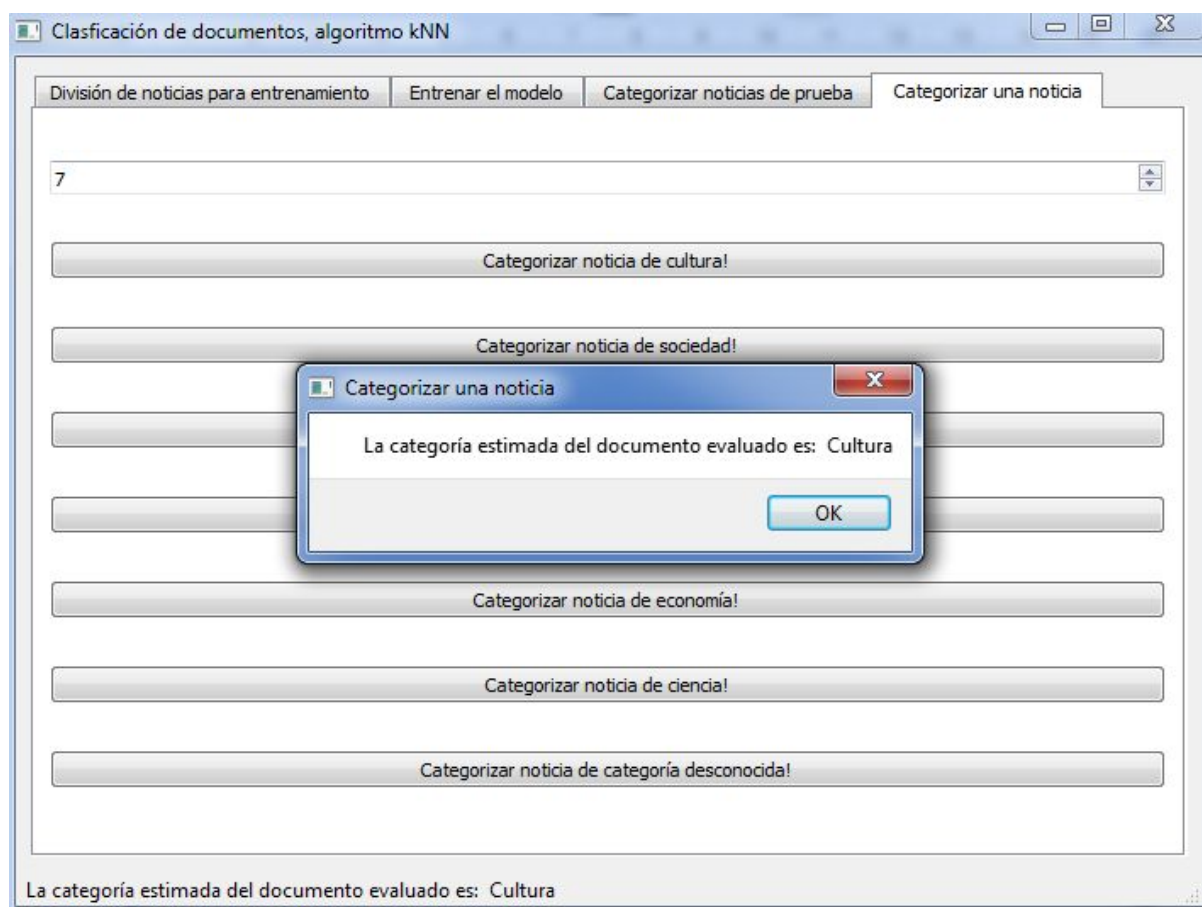 Clasficación de documentos, algoritmo kNN
División de noticias para entrenamiento
Entrenar el modelo
Categorizar noticias de prueba
Categorizar una noticia
7
Categorizar noticia de cultura!
Categorizar noticia de sociedad!
Categorizar una noticia
La categoría estimada del documento evaluado es: Cultura
OK
Categorizar noticia de economía!
Categorizar noticia de ciencia!
Categorizar noticia de categoría desconocida!
La categoría estimada del documento evaluado es: Cultura